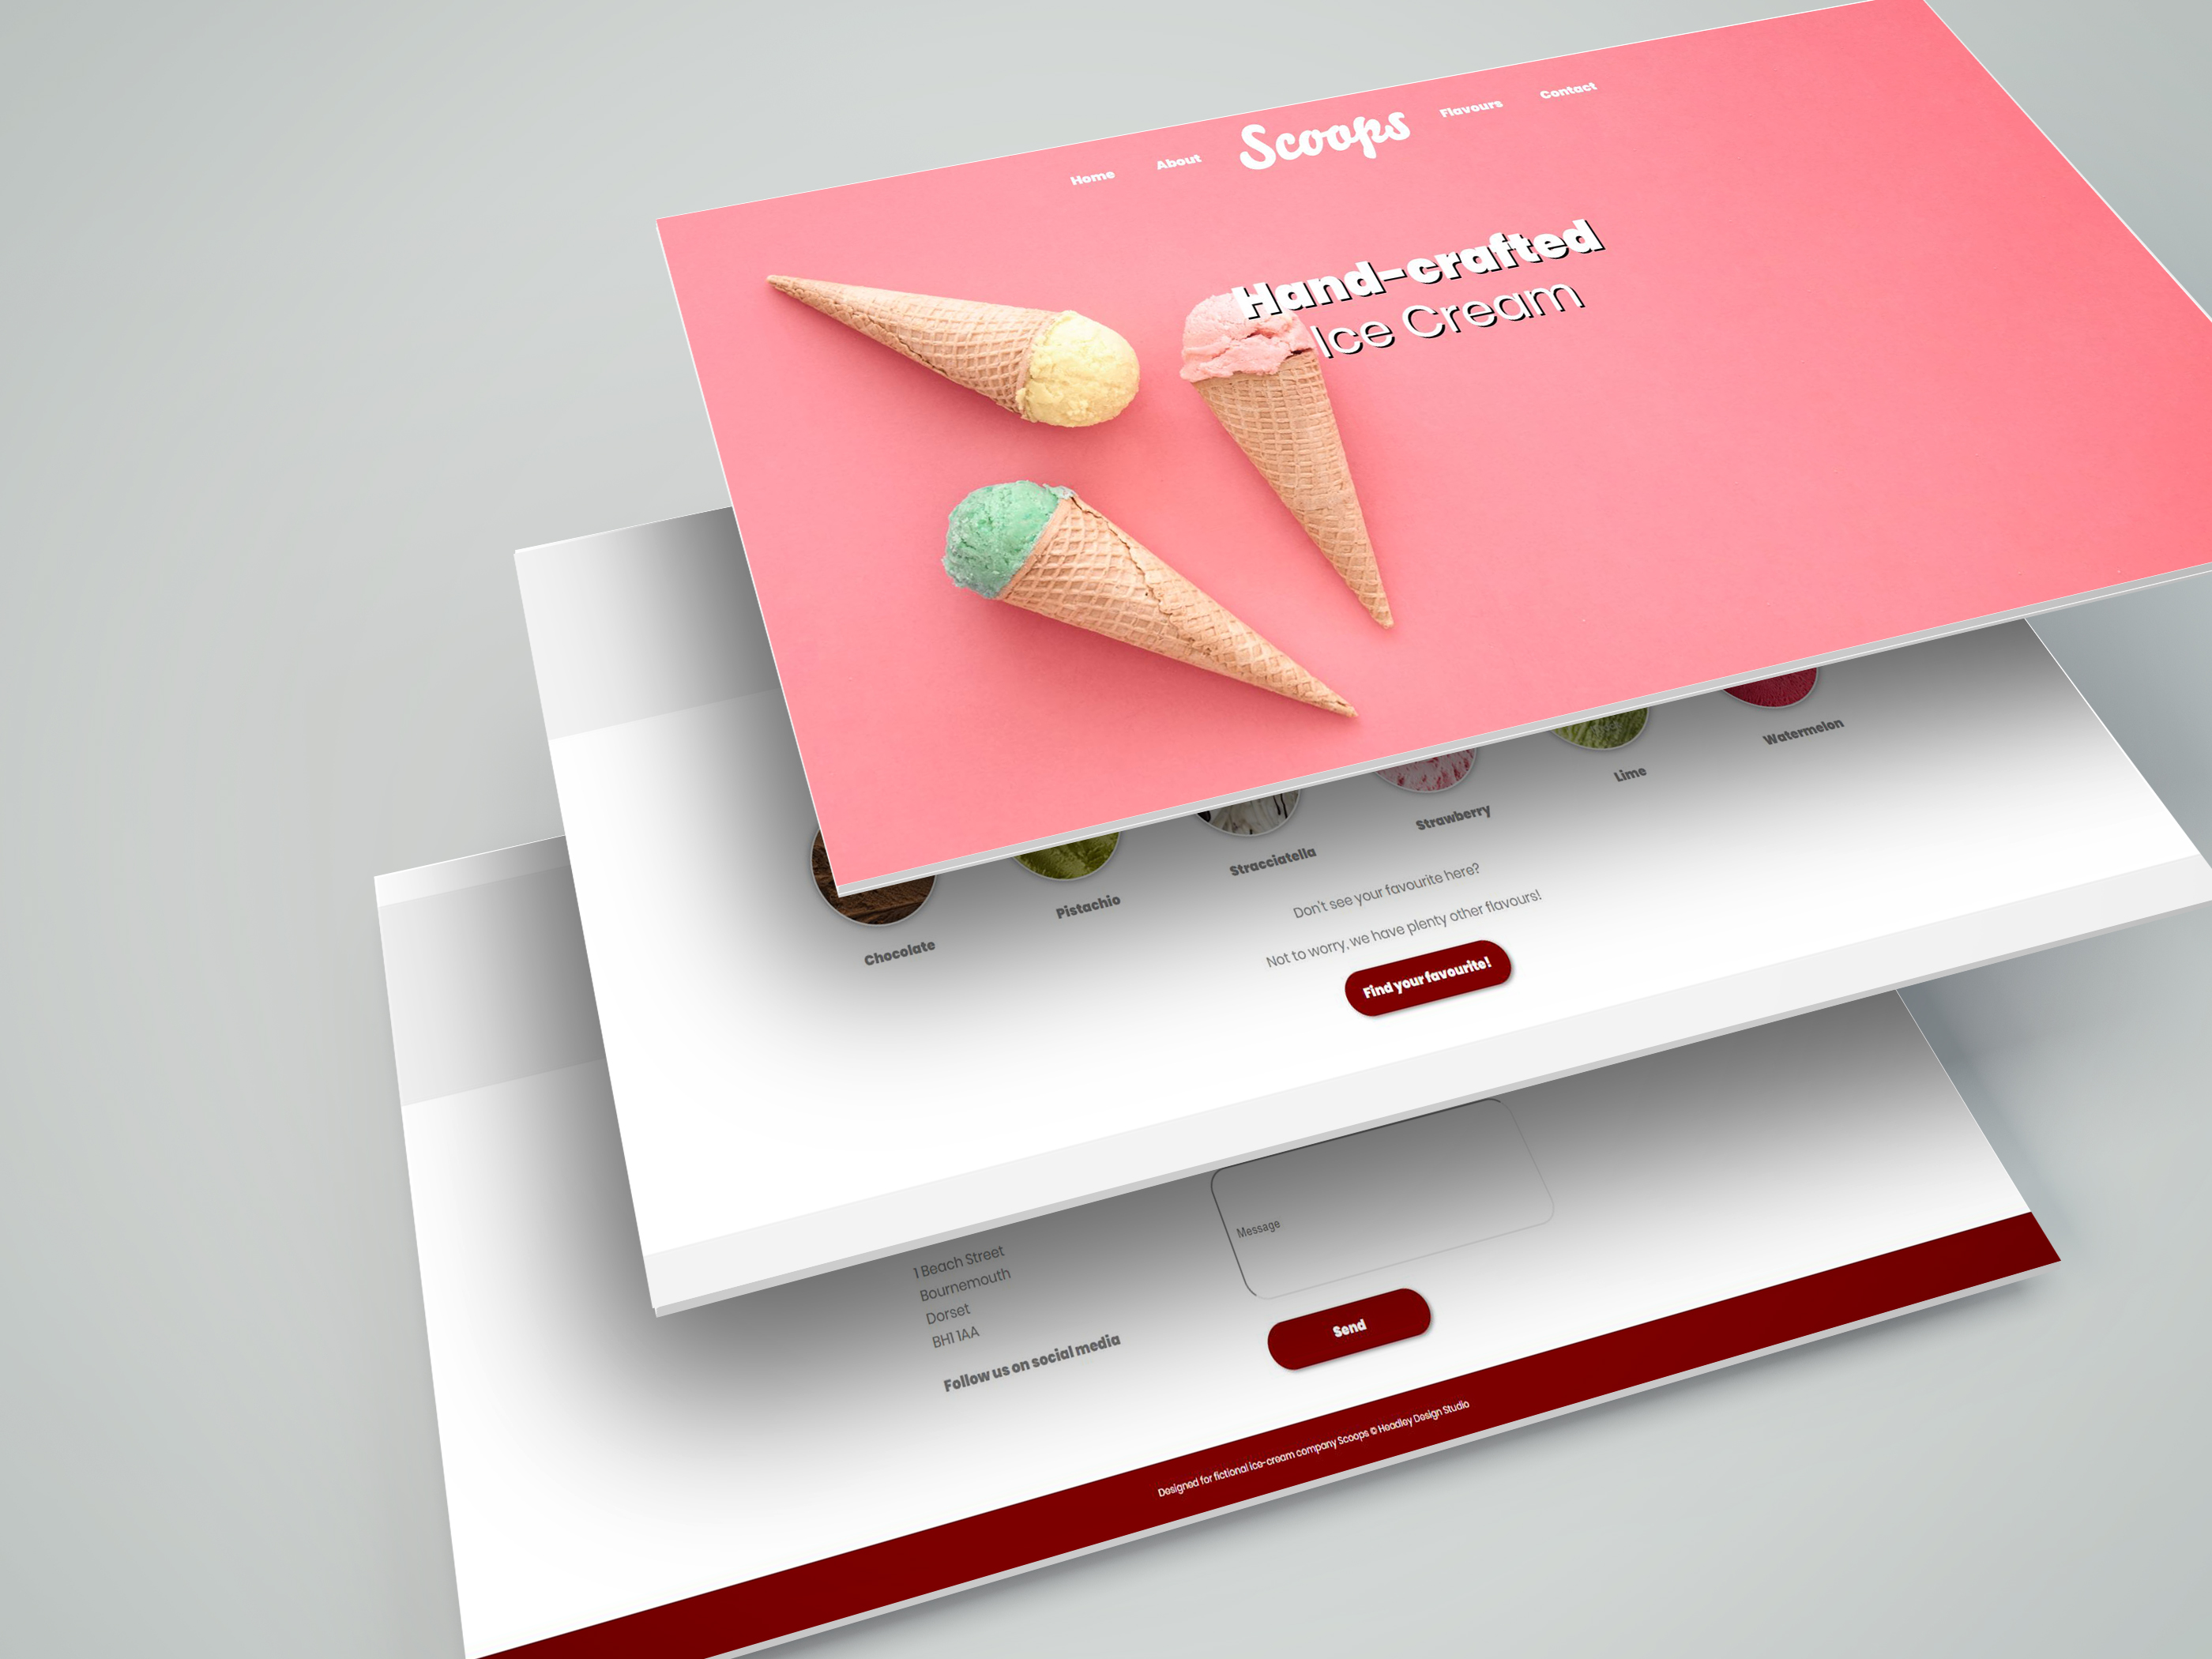 Home About Scoops Flavours Contact
Hand-crafted
Ice Cream
Chocolate Pistachio Stracciatella Strawberry Lime Watermelon
Don't see your favourite here?
Not to worry, we have plenty other flavours!
Find your favourite!
1 Beach Street
Bournemouth
Dorset
BH1 1AA
Follow us on social media
Message
Send
Designed for fictional ice-cream company Scoops © Headley Design Studio